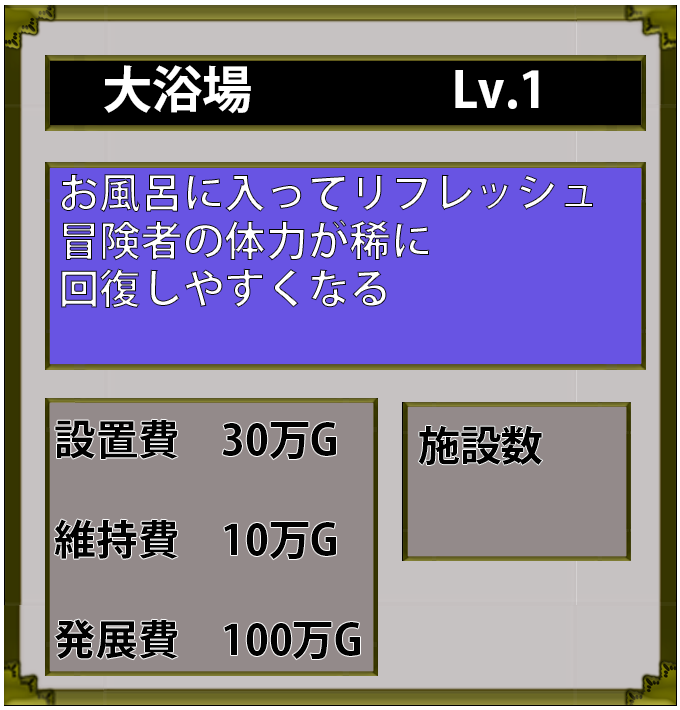 大浴場 Lv.1
お風呂に入ってリフレッシュ
冒険者の体力が稀に
回復しやすくなる
設置費 30万G
施設数
維持費 10万G
発展費 100万G